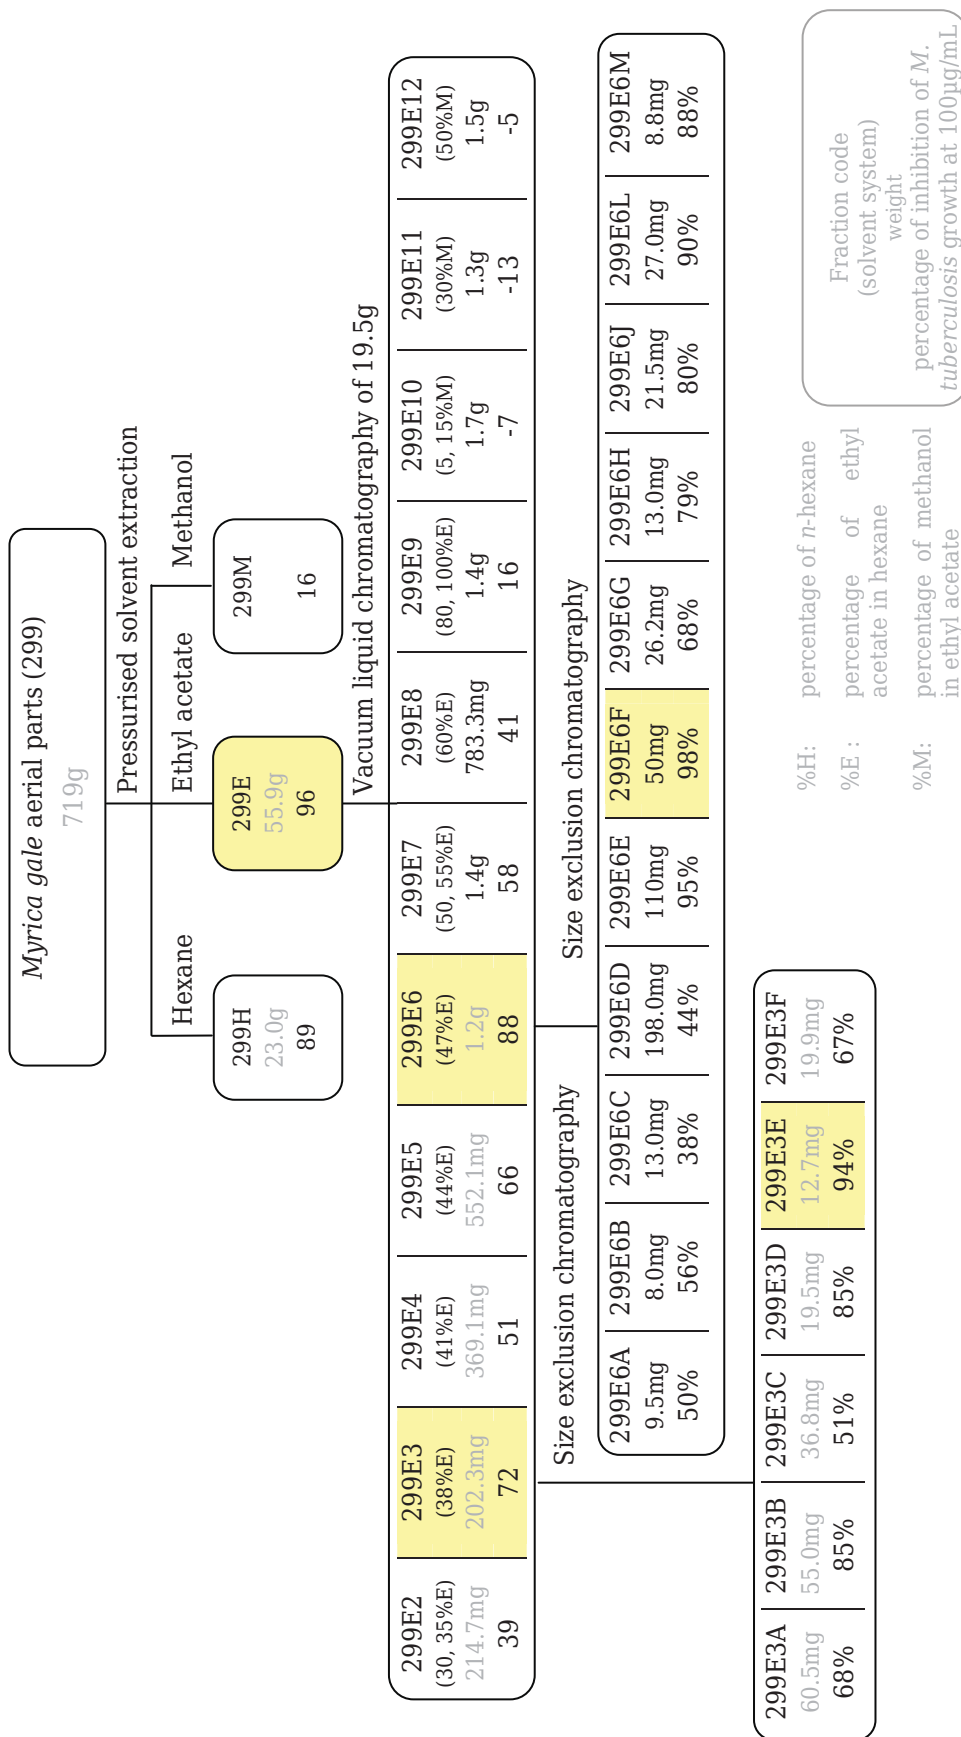 Myrica gale aerial parts (299)
719g
Pressurised solvent extraction
Hexane
Ethyl acetate
Methanol
299H
23.0g
89
299E
55.9g
96
299M
16
Vacuum liquid chromatography of 19.5g
299E2
(30, 35%E)
214.7mg
39
299E3
(38%E)
202.3mg
72
299E4
(41%E)
369.1mg
51
299E5
(44%E)
552.1mg
66
299E6
(47%E)
1.2g
88
299E7
(50, 55%E)
1.4g
58
299E8
(60%E)
783.3mg
41
299E9
(80, 100%E)
1.4g
16
299E10
(5, 15%M)
1.7g
-7
299E11
(30%M)
1.3g
-13
299E12
(50%M)
1.5g
-5
Size exclusion chromatography
Size exclusion chromatography
299E6A
9.5mg
50%
299E6B
8.0mg
56%
299E6C
13.0mg
38%
299E6D
198.0mg
44%
299E6E
110mg
95%
299E6F
50mg
98%
299E6G
26.2mg
68%
299E6H
13.0mg
79%
299E6J
21.5mg
80%
299E6L
27.0mg
90%
299E6M
8.8mg
88%
299E3A
60.5mg
68%
299E3B
55.0mg
85%
299E3C
36.8mg
51%
299E3D
19.5mg
85%
299E3E
12.7mg
94%
299E3F
19.9mg
67%
%H: percentage of n-hexane
%E : percentage of ethyl
acetate in hexane
%M: percentage of methanol
in ethyl acetate
Fraction code
(solvent system)
weight
percentage of inhibition of M.
tuberculosis growth at 100µg/mL